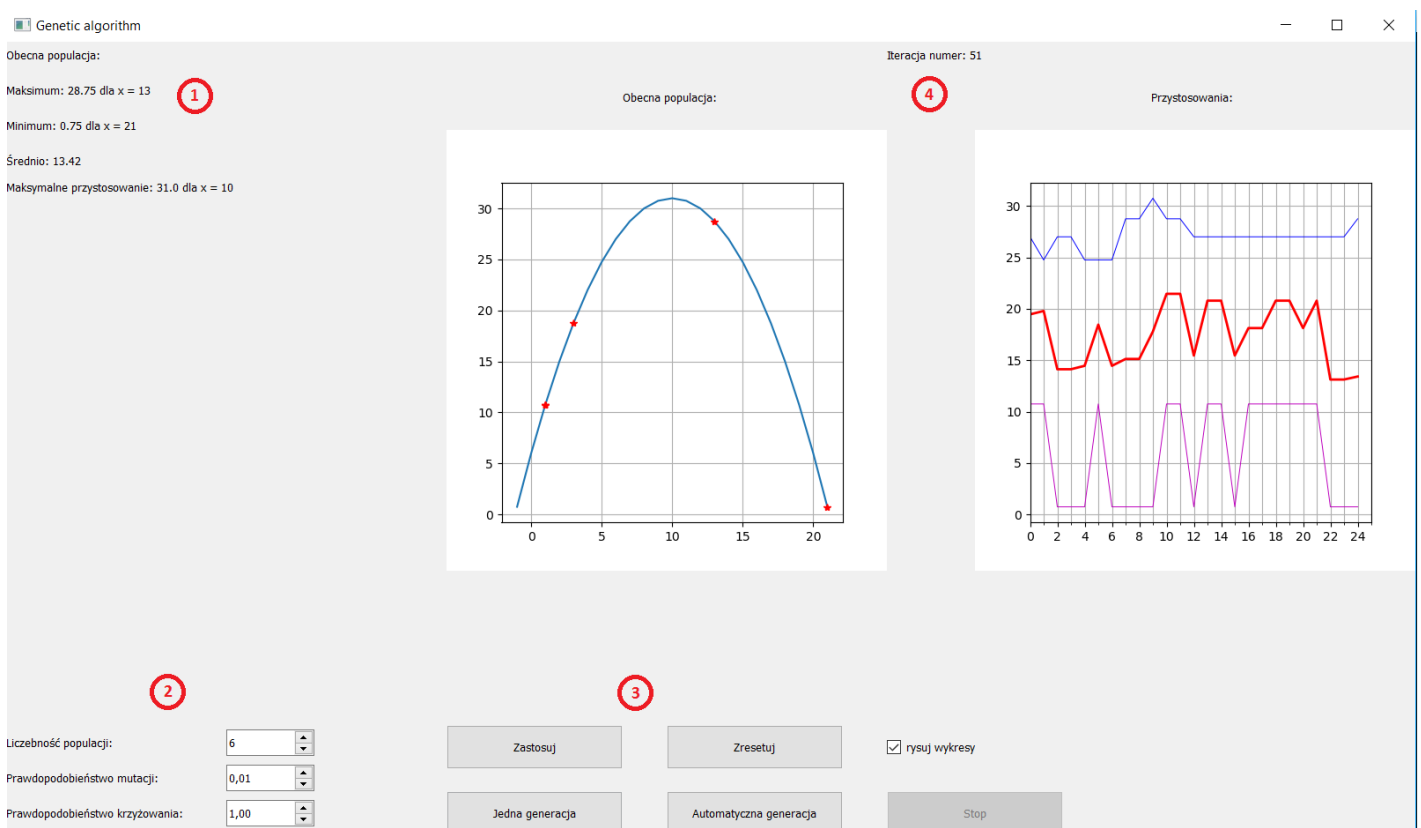 Genetic algorithm
Obecna populacja:
Iteracja numer: 51
Maksimum: 28.75 dla x = 13
1
Minimum: 0.75 dla x = 21
Średnio: 13.42
Maksymalne przystosowanie: 31.0 dla x = 10
Obecna populacja:
30
25
20
15
10
5
0
0 5 10 15 20
4
Przystosowania:
30
25
20
15
10
5
0
0 2 4 6 8 10 12 14 16 18 20 22 24
2
Liczebność populacji: 6
Prawdopodobieństwo mutacji: 0,01
Prawdopodobieństwo krzyżowania: 1,00
3
Zastosuj Zresetuj rysuj wykresy
Jedna generacja Automatyczna generacja Stop